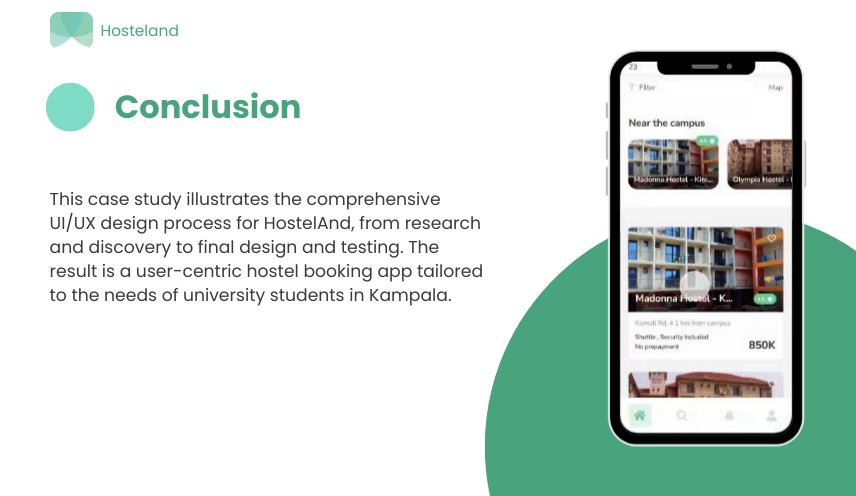 Hosteland
Conclusion
This case study illustrates the comprehensive
UI/UX design process for HostelAnd, from research
and discovery to final design and testing. The
result is a user-centric hostel booking app tailored
to the needs of university students in Kampala.
23
Filter Map
Near the campus
Madonna Hostel - Kim...
Olympia Hostel -
Madonna Hostel - K...
Kamuli Rd, 4.1 km from campus
Shuttle , Security Included
No prepayment
850K